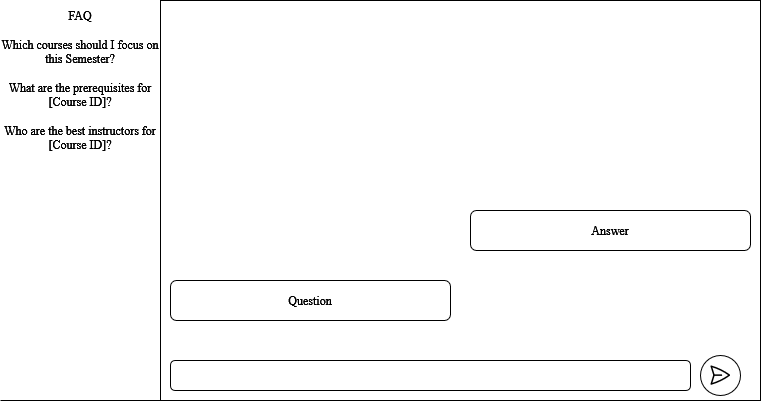 FAQ
Which courses should I focus on
this Semester?
What are the prerequisites for
[Course ID]?
Who are the best instructors for
[Course ID]?
Answer
Question